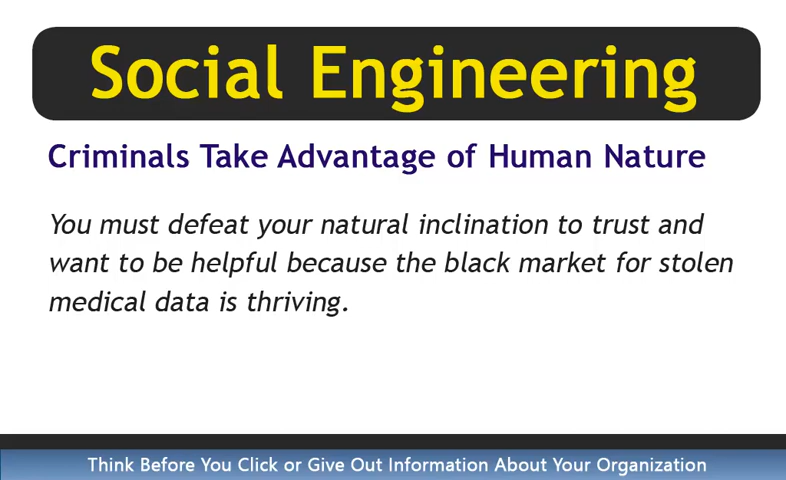 Social Engineering
Criminals Take Advantage of Human Nature
You must defeat your natural inclination to trust and
want to be helpful because the black market for stolen
medical data is thriving.
Think Before You Click or Give Out Information About Your Organization